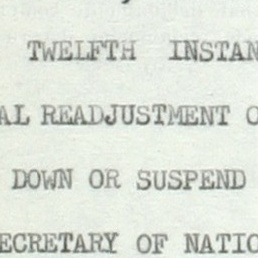 TWELFTH INSTAN
AL READJUSTMENT O
DOWN OR SUSPEND
ECRETARY OF NATIO